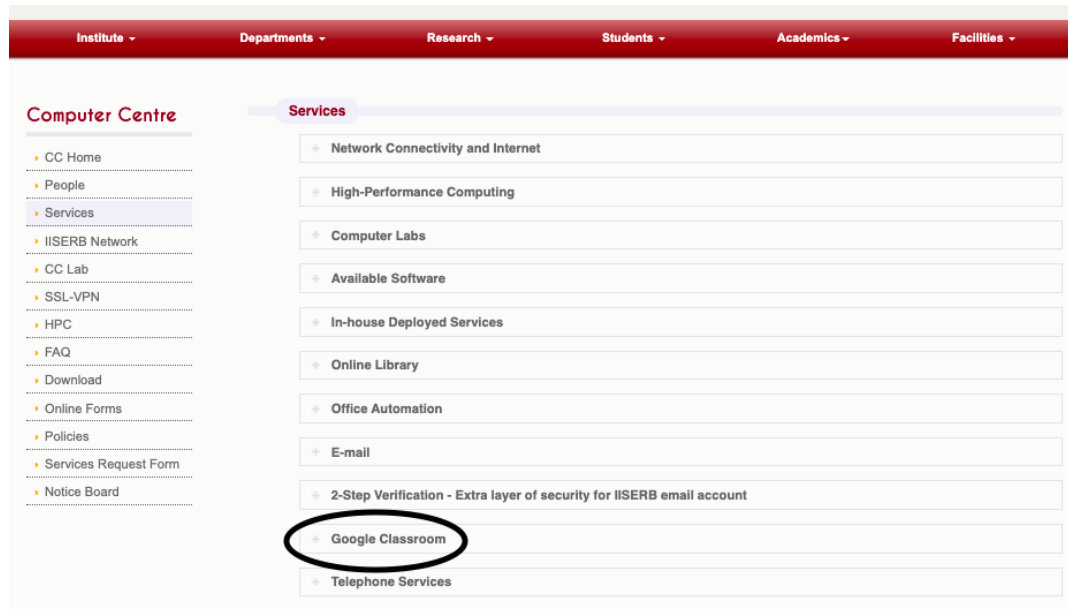 Institute
Departments
Research
Students
Academics
Facilities
Computer Centre
CC Home
People
Services
IISERB Network
CC Lab
SSL-VPN
HPC
FAQ
Download
Online Forms
Policies
Services Request Form
Notice Board
Services
Network Connectivity and Internet
High-Performance Computing
Computer Labs
Available Software
In-house Deployed Services
Online Library
Office Automation
E-mail
2-Step Verification - Extra layer of security for IISERB email account
Google Classroom
Telephone Services